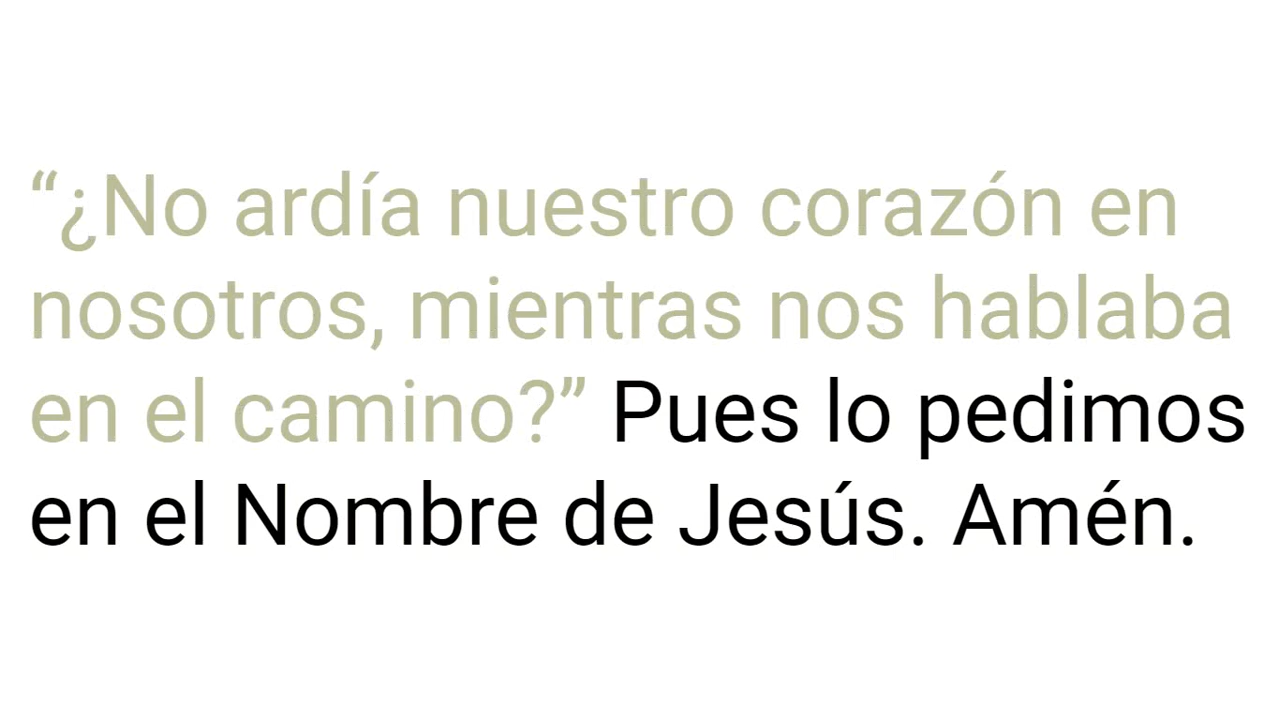 “¿No ardía nuestro corazón en
nosotros, mientras nos hablaba
en el camino?” Pues lo pedimos
en el Nombre de Jesús. Amén.